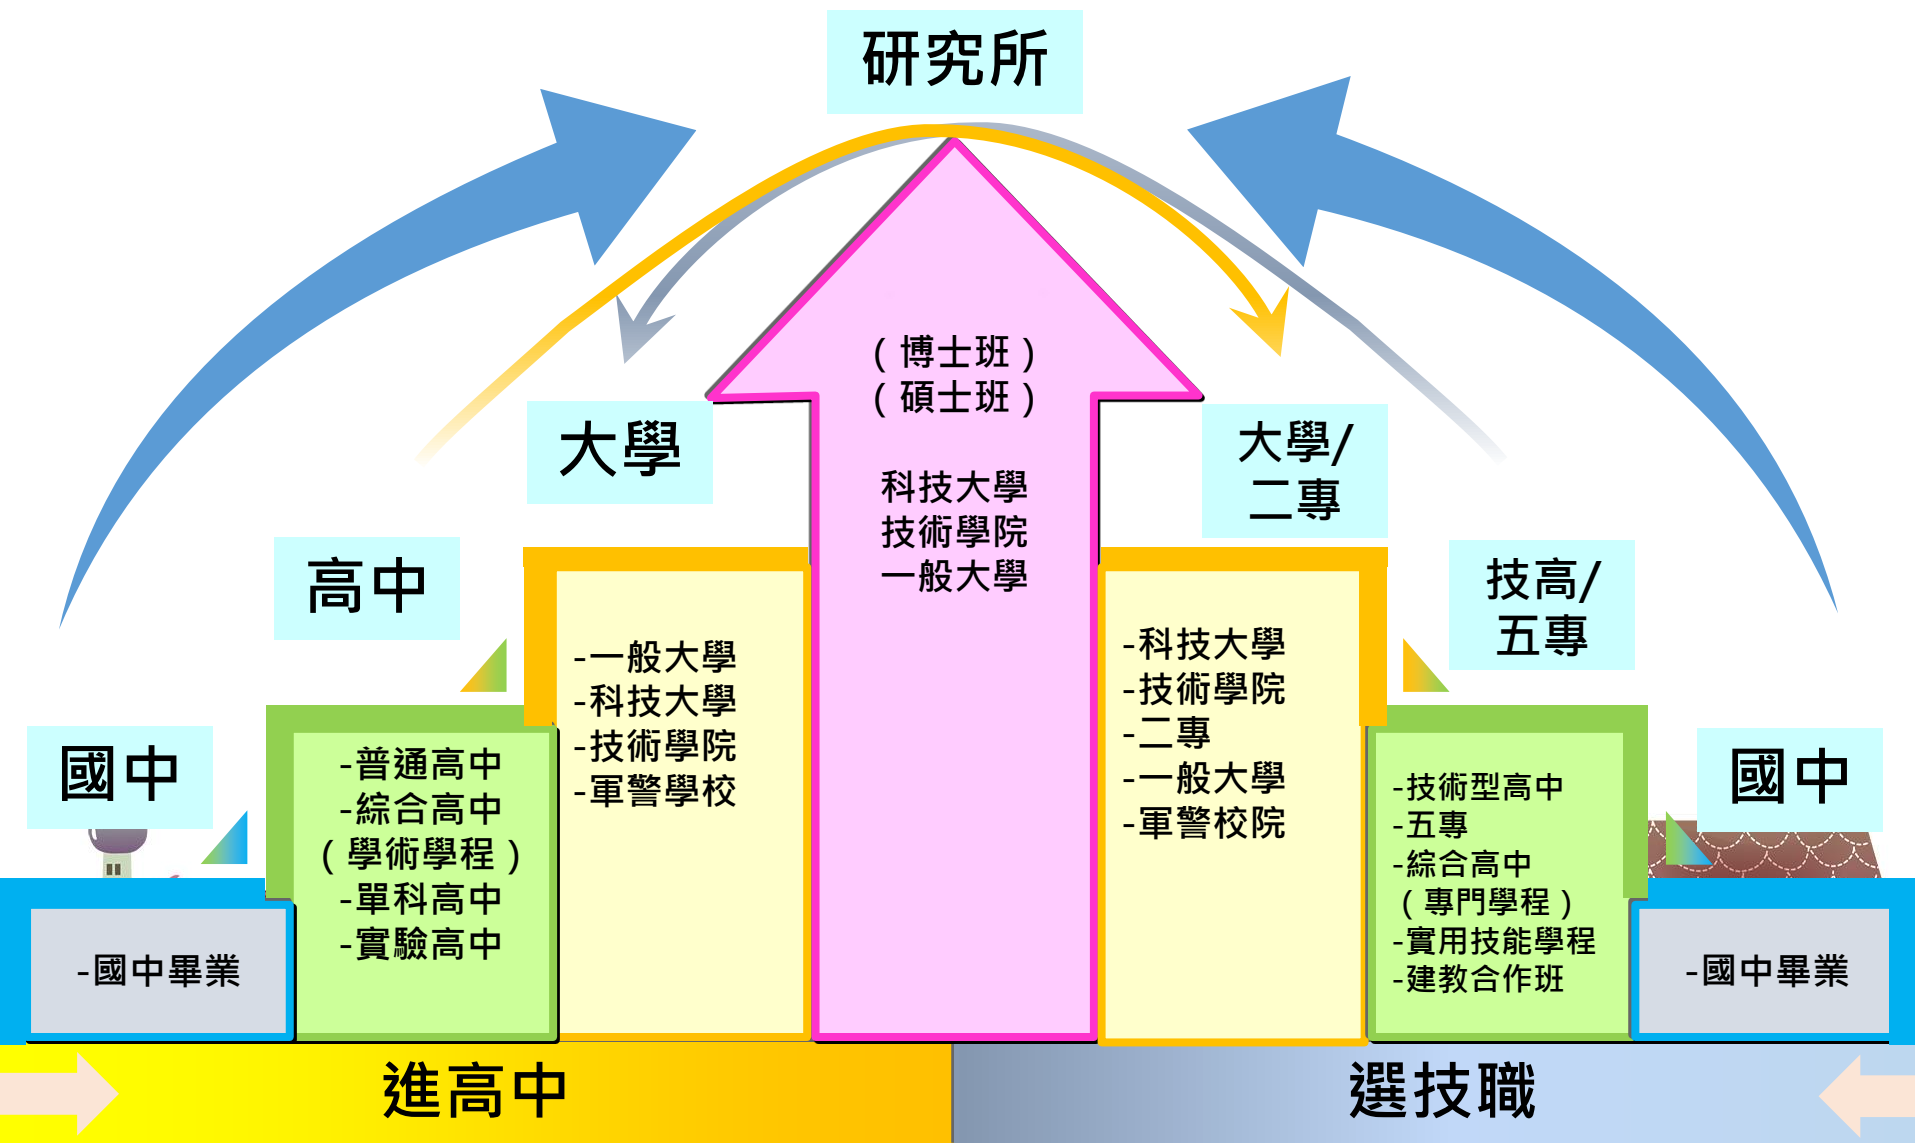 研究所
(博士班)
(碩士班)
科技大學
技術學院
一般大學
大學
高中
國中
-國中畢業
-普通高中
-綜合高中
(學術學程)
-單科高中
-實驗高中
-一般大學
-科技大學
-技術學院
-軍警學校
大學/
二專
技高/
五專
國中
-科技大學
-技術學院
-二專
-一般大學
-軍警校院
-技術型高中
-五專
-綜合高中
(專門學程)
-實用技能學程
-建教合作班
-國中畢業
進高中
選技職